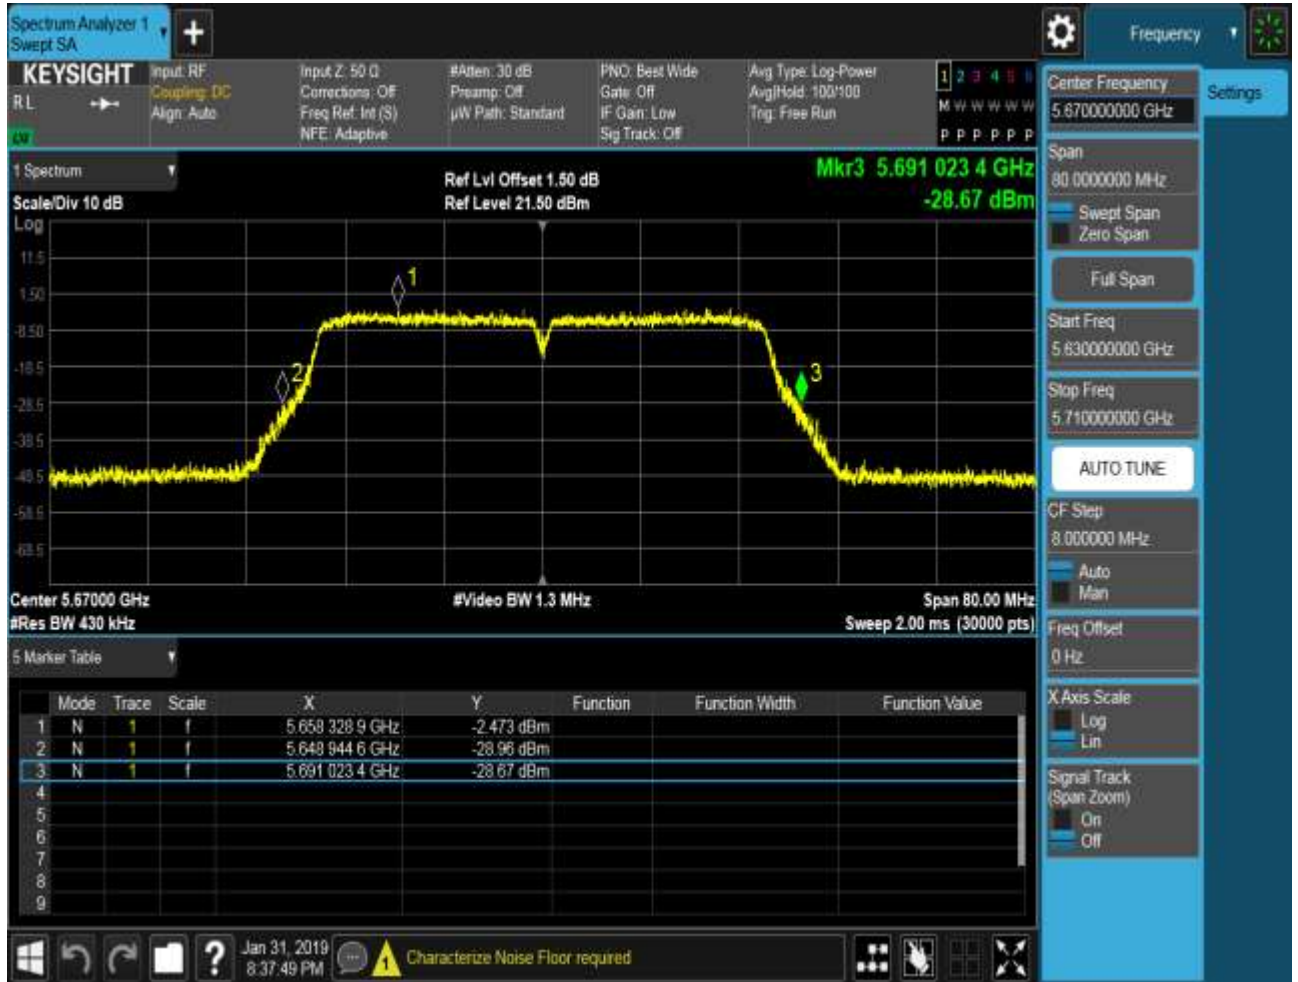 Spectrum Analyzer 1
Swept SA
+
Frequency
KEYSIGHT
RL
Input: RF
Coupling: DC
Align: Auto
Input Z: 50 Ω
Corrections: Off
Freq Ref: Int (S)
NFE: Adaptive
#Atten: 30 dB
Preamp: Off
µW Path: Standard
PNO: Best Wide
Gate: Off
IF Gain: Low
Sig Track: Off
Avg Type: Log-Power
Avg|Hold: 100/100
Trig: Free Run
1 2 3 4 5 6
M W W W W W
P P P P P P
1 Spectrum
Scale/Div 10 dB
Ref Lvl Offset 1.50 dB
Ref Level 21.50 dBm
Mkr3 5.691 023 4 GHz
-28.67 dBm
Log
11.5
1.50
-8.50
-18.5
-28.5
-38.5
-48.5
-58.5
-68.5
1
2
3
Center 5.67000 GHz
#Res BW 430 kHz
#Video BW 1.3 MHz
Span 80.00 MHz
Sweep 2.00 ms (30000 pts)
5 Marker Table
Mode Trace Scale X Y Function Function Width Function Value
1 N 1 f 5.658 328 9 GHz -2.473 dBm
2 N 1 f 5.648 944 6 GHz -28.96 dBm
3 N 1 f 5.691 023 4 GHz -28.67 dBm
4
5
6
7
8
9
Center Frequency
5.670000000 GHz
Settings
Span
80.0000000 MHz
Swept Span
Zero Span
Full Span
Start Freq
5.630000000 GHz
Stop Freq
5.710000000 GHz
AUTO TUNE
CF Step
8.000000 MHz
Auto
Man
Freq Offset
0 Hz
X Axis Scale
Log
Lin
Signal Track
(Span Zoom)
On
Off
?
Jan 31, 2019
8:37:49 PM
1
Characterize Noise Floor required